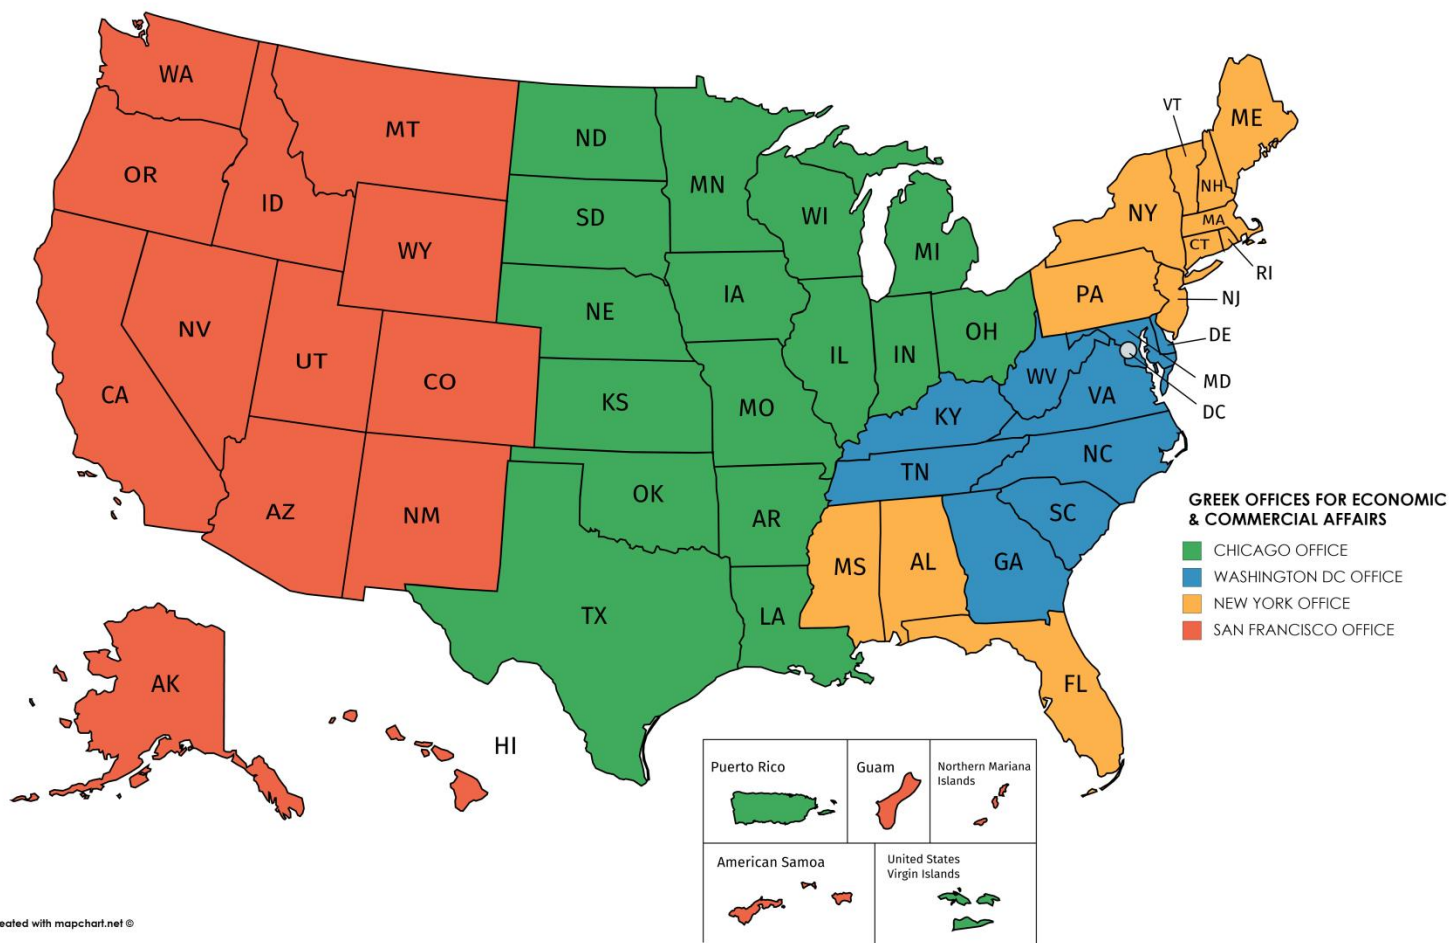 WA
MT
ND
MN
VT
ME
OR
ID
SD
WI
MI
NY
NH
MA
CT
RI
WY
NE
IA
PA
NJ
NV
UT
CO
CA
IL
IN
OH
DE
MD
DC
KS
MO
WV
VA
KY
AZ
NM
OK
AR
TN
NC
SC
GREEK OFFICES FOR ECONOMIC
& COMMERCIAL AFFAIRS
CHICAGO OFFICE
WASHINGTON DC OFFICE
NEW YORK OFFICE
SAN FRANCISCO OFFICE
MS
AL
GA
TX
LA
FL
AK
HI
Puerto Rico
Guam
Northern Mariana
Islands
American Samoa
United States
Virgin Islands
eated with mapchart.net ©